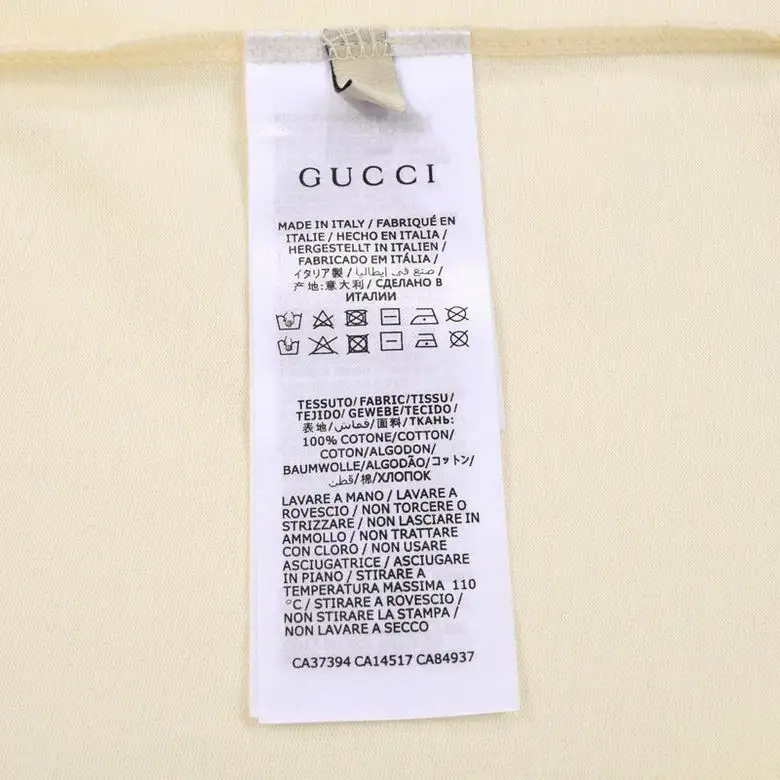 GUCCI
MADE IN ITALY / FABRIQUÉ EN
ITALIE / HECHO EN ITALIA /
HERGESTELLT IN ITALIEN /
FABRICADO EM ITÁLIA /
イタリア製 / صنع في إيطاليا /
产地:意大利 / СДЕЛАНО В
ИТАЛИИ
TESSUTO/ FABRIC/TISSU/
TEJIDO/ GEWEBE/TECIDO/
表地/قماش/面料/ТКАНЬ:
100% COTONE/COTTON/
COTON/ALGODON/
BAUMWOLLE/ALGODÃO/コットン/
قطن/棉/ХЛОПОК
LAVARE A MANO / LAVARE A
ROVESCIO / NON TORCERE O
STRIZZARE / NON LASCIARE IN
AMMOLLO / NON TRATTARE
CON CLORO / NON USARE
ASCIUGATRICE / ASCIUGARE
IN PIANO / STIRARE A
TEMPERATURA MASSIMA 110
°C / STIRARE A ROVESCIO /
NON STIRARE LA STAMPA /
NON LAVARE A SECCO
CA37394 CA14517 CA84937